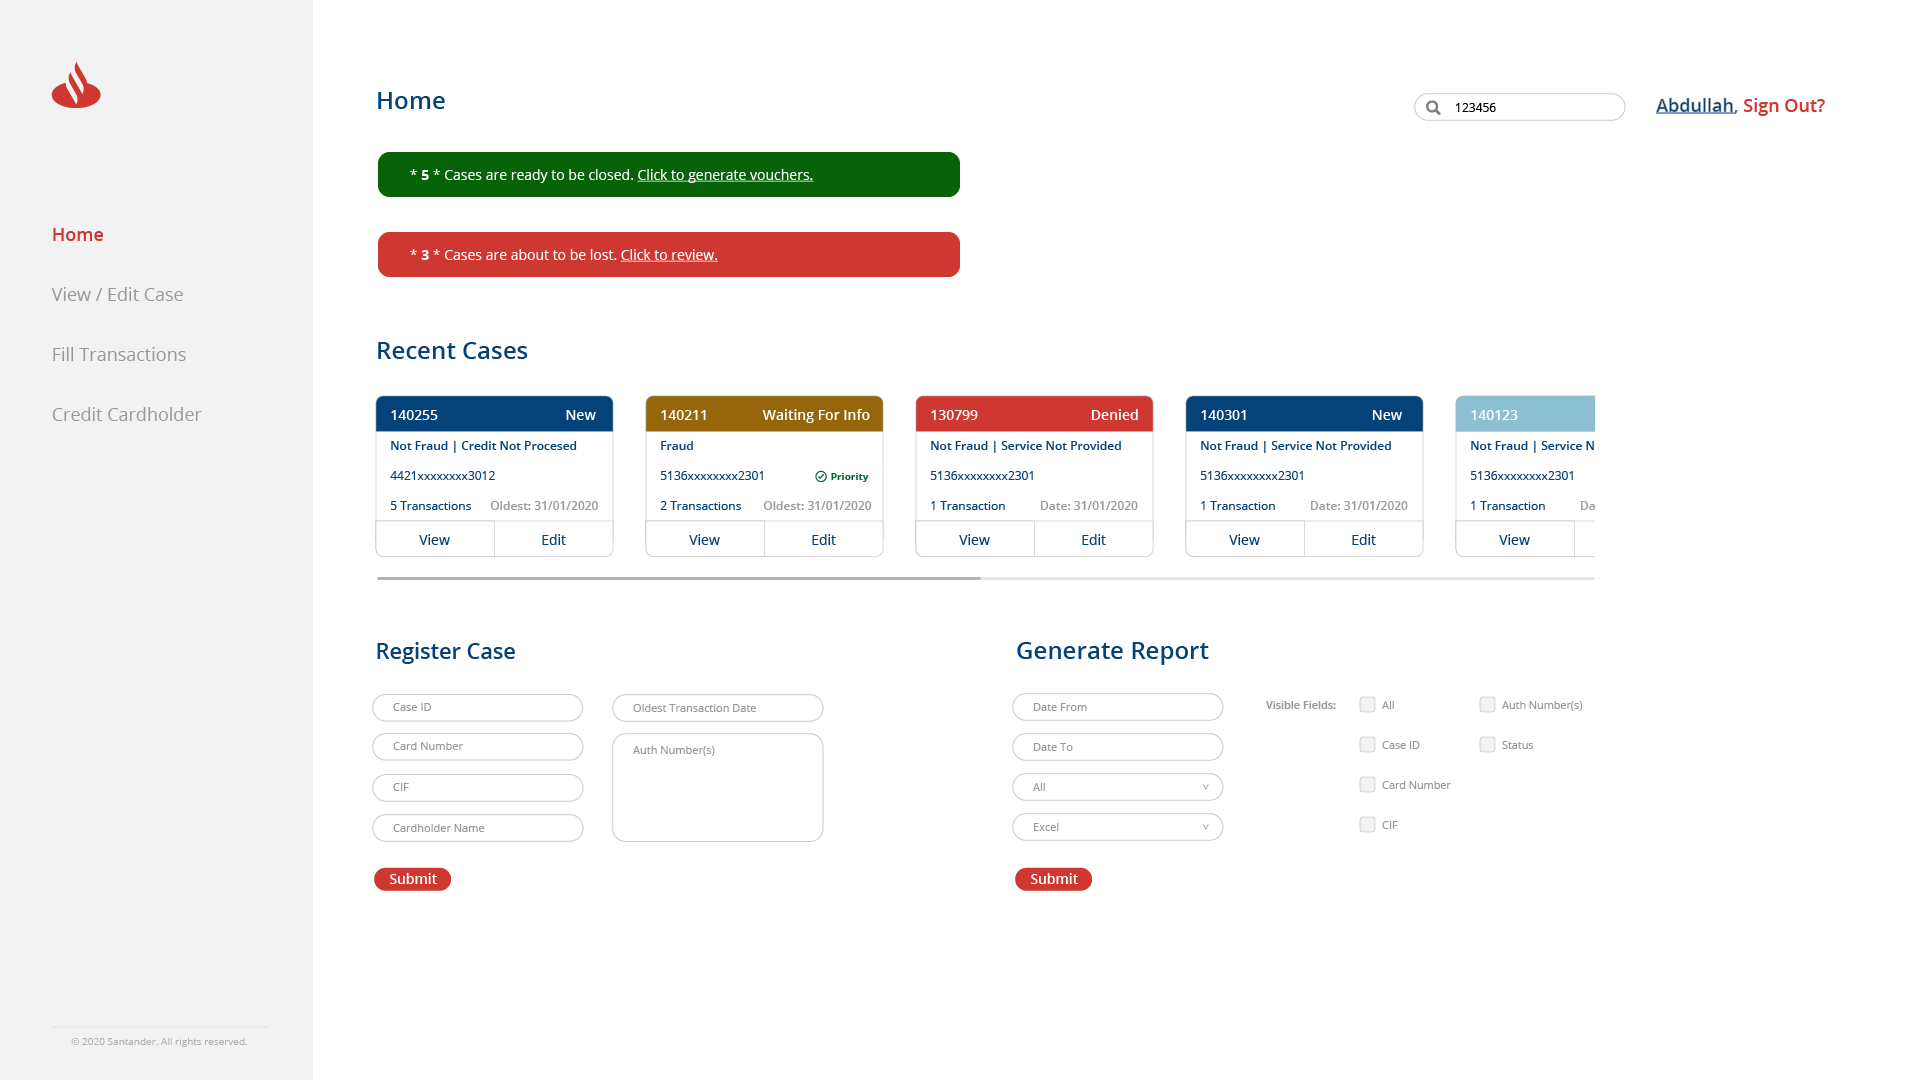 Home
123456
Abdullah, Sign Out?
* 5 * Cases are ready to be closed. Click to generate vouchers.
* 3 * Cases are about to be lost. Click to review.
Home
View / Edit Case
Fill Transactions
Credit Cardholder
Recent Cases
140255 New
Not Fraud | Credit Not Procesed
4421xxxxxxxx3012
5 Transactions Oldest: 31/01/2020
View Edit
140211 Waiting For Info
Fraud
5136xxxxxxxx2301 Priority
2 Transactions Oldest: 31/01/2020
View Edit
130799 Denied
Not Fraud | Service Not Provided
5136xxxxxxxx2301
1 Transaction Date: 31/01/2020
View Edit
140301 New
Not Fraud | Service Not Provided
5136xxxxxxxx2301
1 Transaction Date: 31/01/2020
View Edit
140123
Not Fraud | Service N
5136xxxxxxxx2301
1 Transaction Da
View
Register Case
Case ID
Card Number
CIF
Cardholder Name
Oldest Transaction Date
Auth Number(s)
Submit
Generate Report
Date From
Date To
All v
Excel v
Visible Fields:
All
Case ID
Card Number
CIF
Auth Number(s)
Status
Submit
© 2020 Santander. All rights reserved.